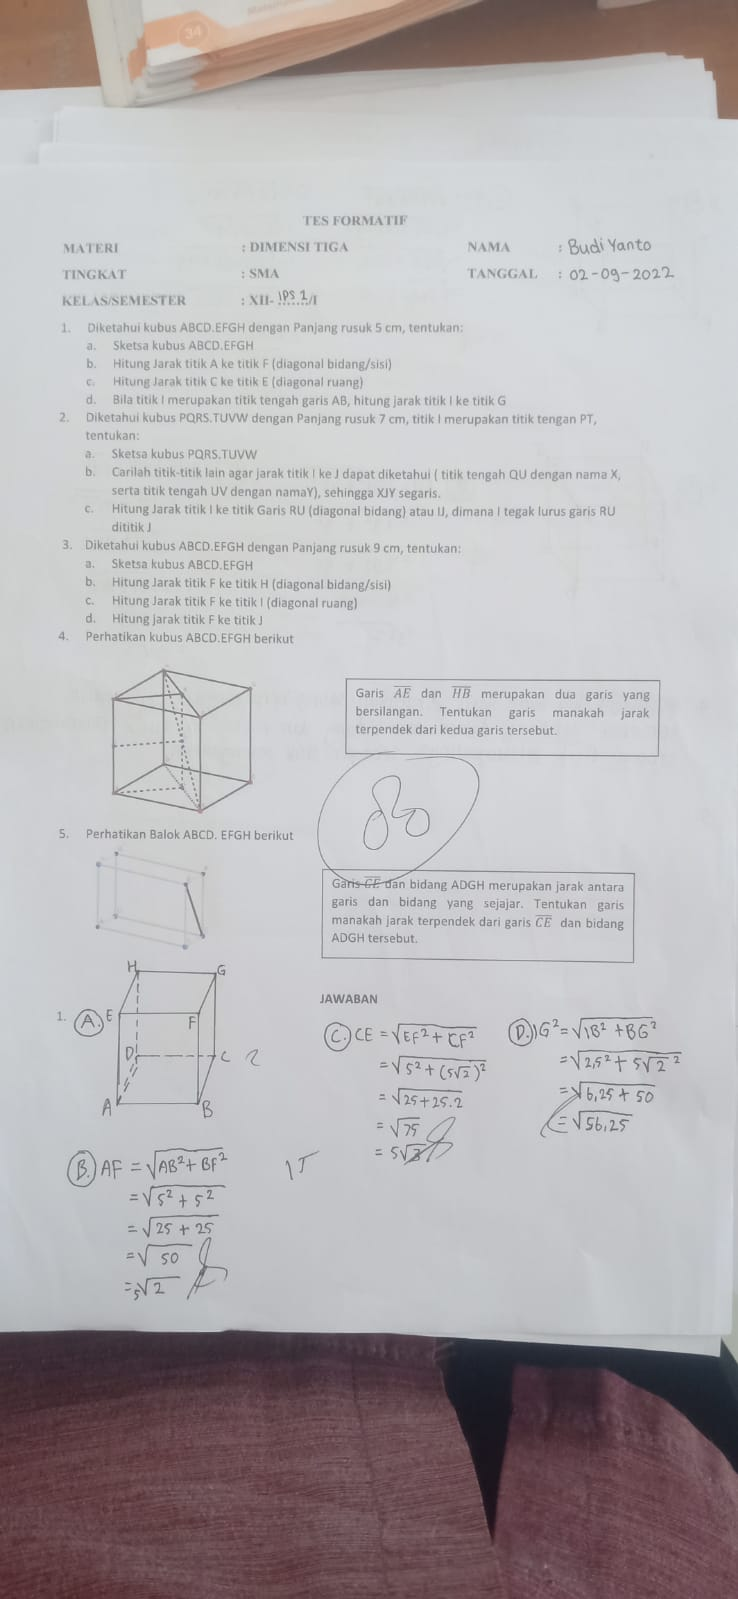 34
TES FORMATIF
MATERI : DIMENSI TIGA NAMA : Budi Yanto
TINGKAT : SMA TANGGAL : 02-09-2022
KELAS/SEMESTER : XII- IPS 1/I
1. Diketahui kubus ABCD.EFGH dengan Panjang rusuk 5 cm, tentukan:
a. Sketsa kubus ABCD.EFGH
b. Hitung Jarak titik A ke titik F (diagonal bidang/sisi)
c. Hitung Jarak titik C ke titik E (diagonal ruang)
d. Bila titik I merupakan titik tengah garis AB, hitung jarak titik I ke titik G
2. Diketahui kubus PQRS.TUVW dengan Panjang rusuk 7 cm, titik I merupakan titik tengan PT,
tentukan:
a. Sketsa kubus PQRS.TUVW
b. Carilah titik-titik lain agar jarak titik I ke J dapat diketahui ( titik tengah QU dengan nama X,
serta titik tengah UV dengan namaY), sehingga XJY segaris.
c. Hitung Jarak titik I ke titik Garis RU (diagonal bidang) atau IJ, dimana I tegak lurus garis RU
dititik J
3. Diketahui kubus ABCD.EFGH dengan Panjang rusuk 9 cm, tentukan:
a. Sketsa kubus ABCD.EFGH
b. Hitung Jarak titik F ke titik H (diagonal bidang/sisi)
c. Hitung Jarak titik F ke titik I (diagonal ruang)
d. Hitung jarak titik F ke titik J
4. Perhatikan kubus ABCD.EFGH berikut
Garis AE dan HB merupakan dua garis yang
bersilangan. Tentukan garis manakah jarak
terpendek dari kedua garis tersebut.
80
5. Perhatikan Balok ABCD. EFGH berikut
Garis CE dan bidang ADGH merupakan jarak antara
garis dan bidang yang sejajar. Tentukan garis
manakah jarak terpendek dari garis CE dan bidang
ADGH tersebut.
JAWABAN
1. A.
H G
E F
D C 2
A B
B. AF = √AB² + BF²
= √5² + 5²
= √25 + 25
= √50
= 5√2
15
C. CE = √EF² + CF²
= √5² + (5√2)²
= √25 + 25.2
= √75
= 5√3
D. IG² = √IB² + BG²
= √2,5² + 5√2²
= √6,25 + 50
= √56,25